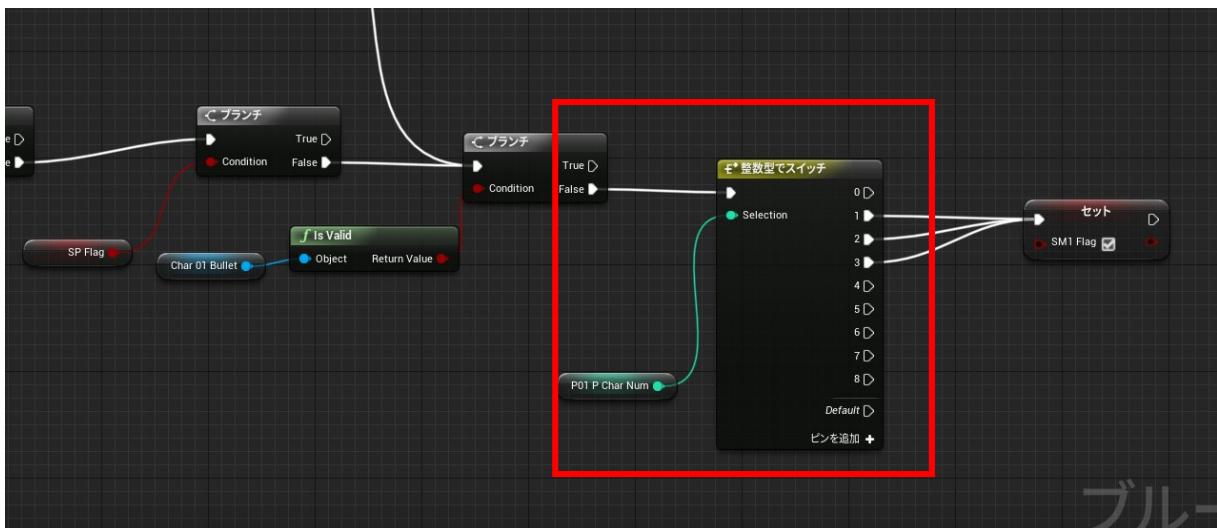 e
e
ブランチ
True
Condition
False
SP Flag
Char 01 Bullet
Is Valid
Object
Return Value
ブランチ
True
Condition
False
整数型でスイッチ
0
Selection
1
2
3
4
5
6
7
8
Default
ピンを追加 +
P01 P Char Num
セット
SM1 Flag
ブルー